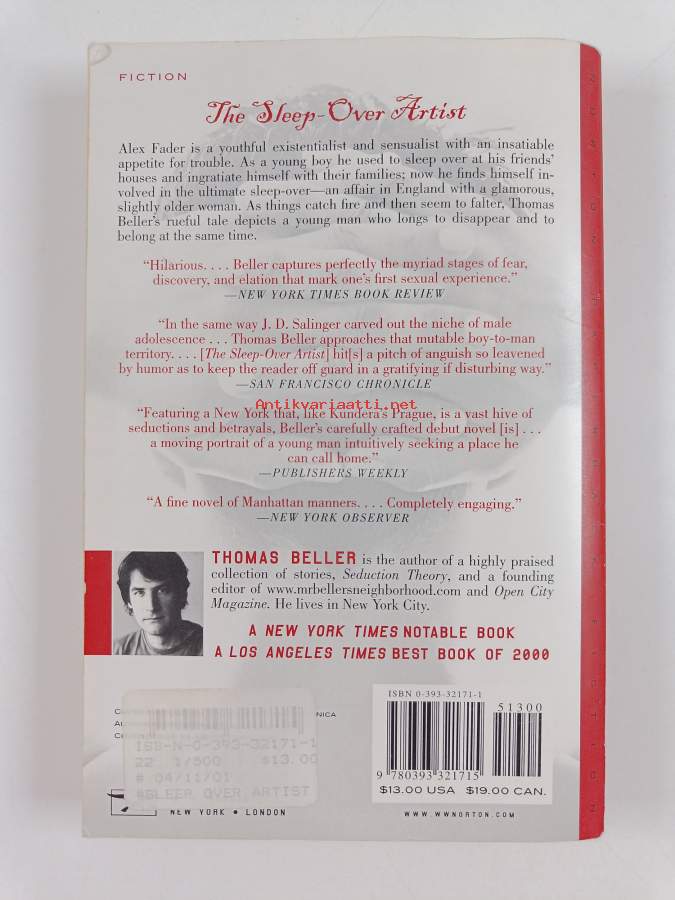 FICTION
The Sleep-Over Artist
Alex Fader is a youthful existentialist and sensualist with an insatiable
appetite for trouble. As a young boy he used to sleep over at his friends'
houses and ingratiate himself with their families; now he finds himself in-
volved in the ultimate sleep-over—an affair in England with a glamorous,
slightly older woman. As things catch fire and then seem to falter, Thomas
Beller's rueful tale depicts a young man who longs to disappear and to
belong at the same time.
“Hilarious. . . . Beller captures perfectly the myriad stages of fear,
discovery, and elation that mark one's first sexual experience.”
—NEW YORK TIMES BOOK REVIEW
“In the same way J. D. Salinger carved out the niche of male
adolescence . . . Thomas Beller approaches that mutable boy-to-man
territory. . . . [The Sleep-Over Artist] hit[s] a pitch of anguish so leavened
by humor as to keep the reader off guard in a gratifying if disturbing way.”
—SAN FRANCISCO CHRONICLE
Antikvariaatti.net
“Featuring a New York that, like Kundera's Prague, is a vast hive of
seductions and betrayals, Beller's carefully crafted debut novel [is] . . .
a moving portrait of a young man intuitively seeking a place he
can call home.”
—PUBLISHERS WEEKLY
“A fine novel of Manhattan manners. . . . Completely engaging.”
—NEW YORK OBSERVER
THOMAS BELLER is the author of a highly praised
collection of stories, Seduction Theory, and a founding
editor of www.mrbellersneighborhood.com and Open City
Magazine. He lives in New York City.
A NEW YORK TIMES NOTABLE BOOK
A LOS ANGELES TIMES BEST BOOK OF 2000
ISBN 0-393-32171-1
51300
9 780393 321715
$13.00 USA $19.00 CAN.
ISB-N-0-393-32171-1
22 1/500 $13.00
# 04/11/01
#SLEEP OVER ARTIST
NEW YORK • LONDON
WWW.WWNORTON.COM